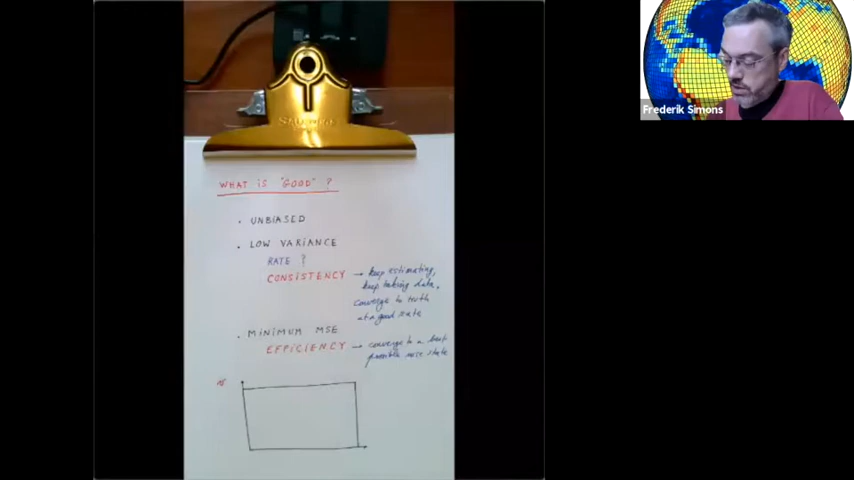 WHAT IS "GOOD" ?
• UNBIASED
• LOW VARIANCE
RATE ?
CONSISTENCY → keep estimating,
keep taking data,
converge to truth
at a good rate
• MINIMUM MSE
EFFICIENCY → converge to a best
possible mse state
Frederik Simons